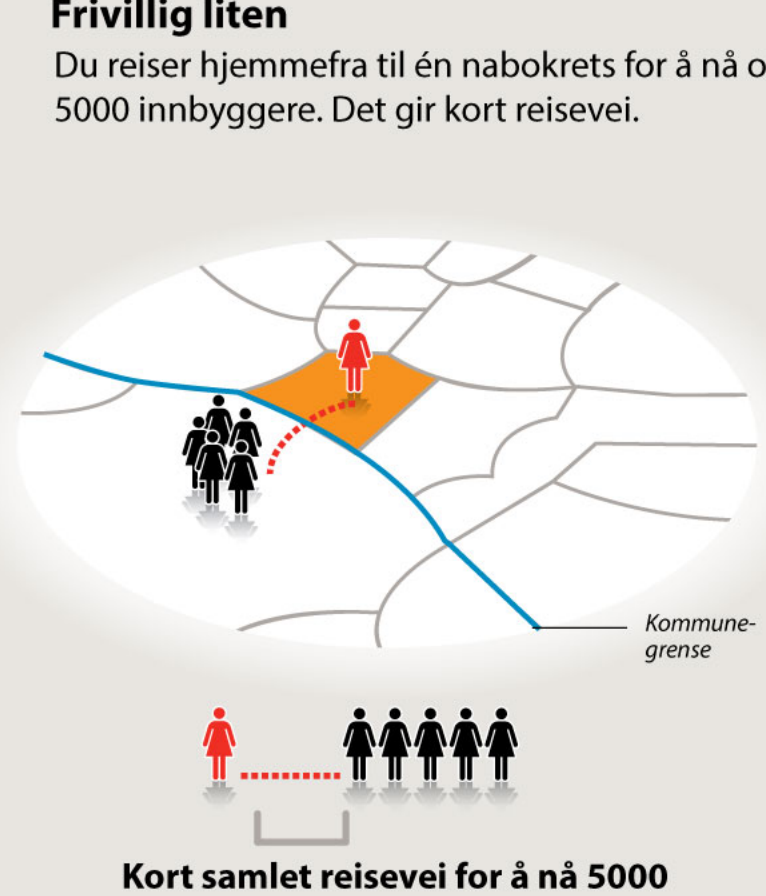 Frivillig liten
Du reiser hjemmefra til én nabokrets for å nå
5000 innbyggere. Det gir kort reisevei.
Kommune-
grense
Kort samlet reisevei for å nå 5000